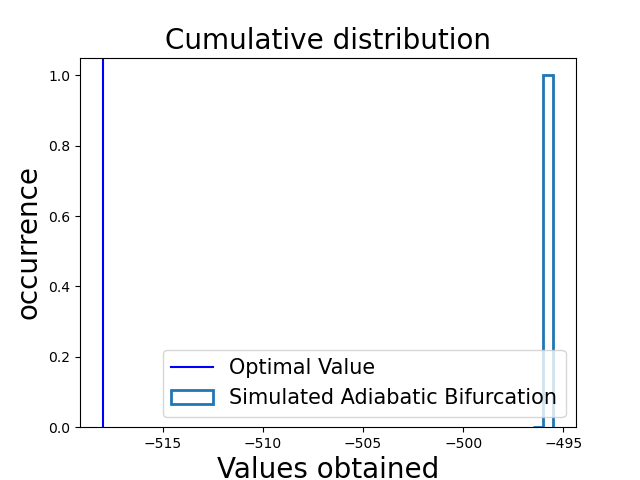 Cumulative distribution
occurrence
1.0
0.8
0.6
0.4
0.2
0.0
Optimal Value
Simulated Adiabatic Bifurcation
−515
−510
−505
−500
−495
Values obtained